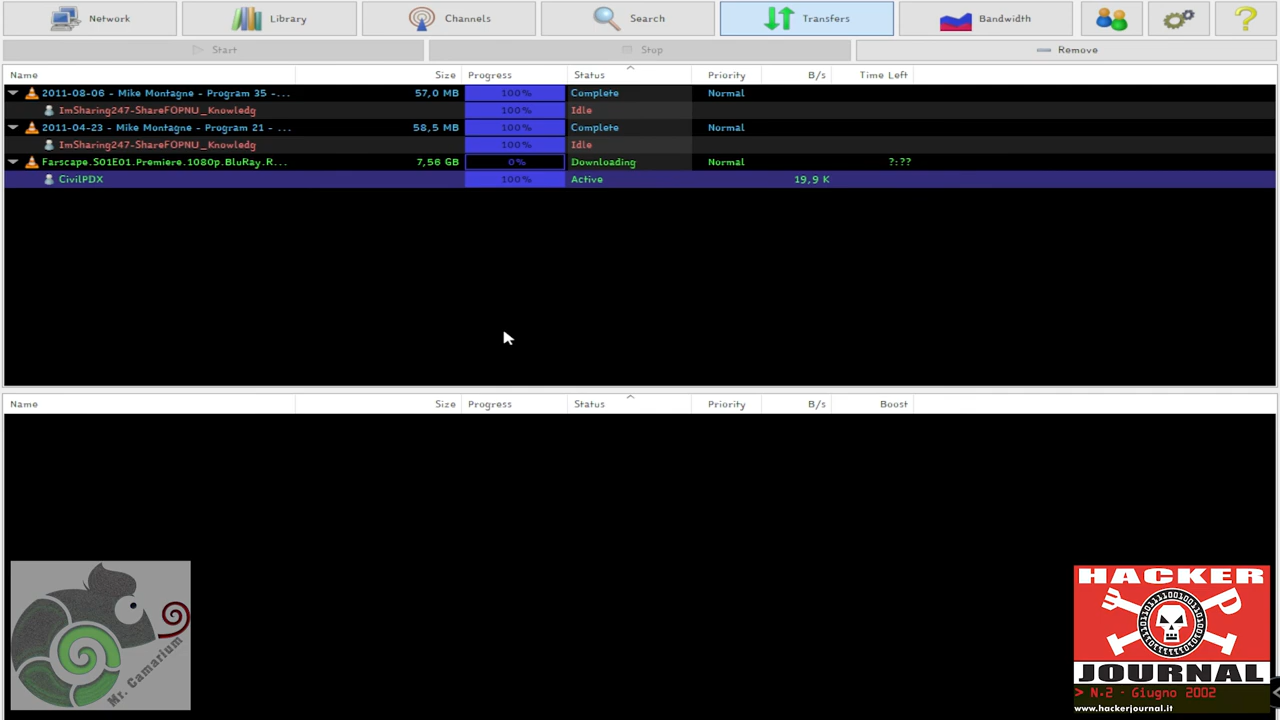 Network Library Channels Search Transfers Bandwidth
Start Stop Remove
Name Size Progress Status Priority B/s Time Left
2011-08-06 - Mike Montagne - Program 35 -... 57,0 MB 100% Complete Normal
ImSharing247-ShareFOPNU_Knowledg 100% Idle
2011-04-23 - Mike Montagne - Program 21 - ... 58,5 MB 100% Complete Normal
ImSharing247-ShareFOPNU_Knowledg 100% Idle
Farscape.S01E01.Premiere.1080p.BluRay.R... 7,56 GB 0% Downloading Normal ?:??
CivilPDX 100% Active 19,9 K
Name Size Progress Status Priority B/s Boost
Mr. Camarium
HACKER
JOURNAL
> N.2 - Giugno 2002
www.hackerjournal.it